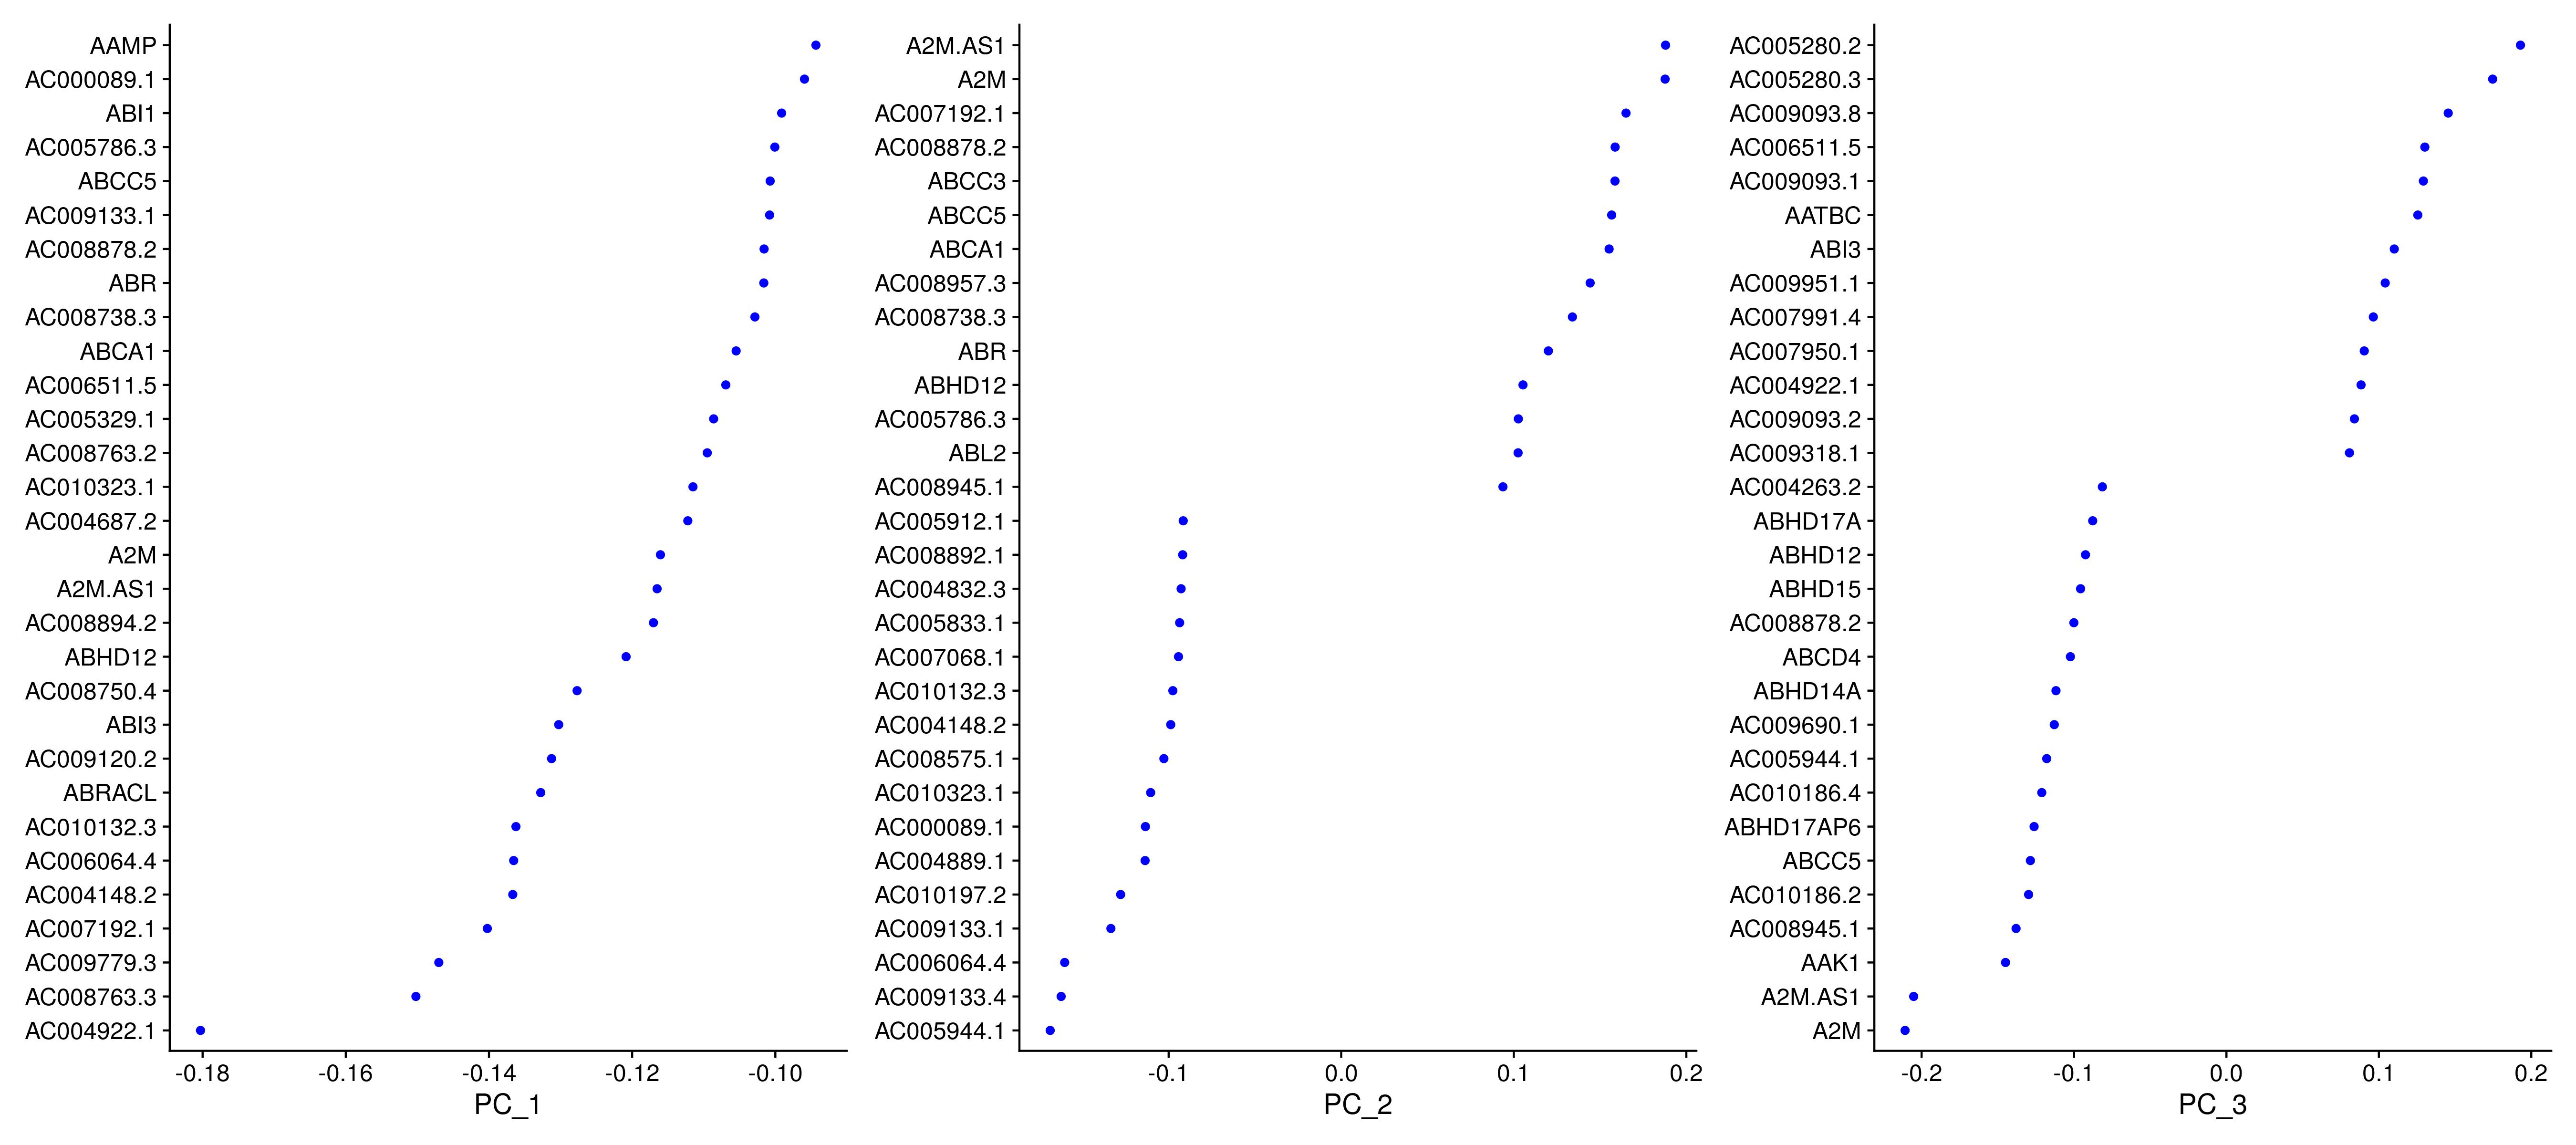 AAMP
AC000089.1
ABI1
AC005786.3
ABCC5
AC009133.1
AC008878.2
ABR
AC008738.3
ABCA1
AC006511.5
AC005329.1
AC008763.2
AC010323.1
AC004687.2
A2M
A2M.AS1
AC008894.2
ABHD12
AC008750.4
ABI3
AC009120.2
ABRACL
AC010132.3
AC006064.4
AC004148.2
AC007192.1
AC009779.3
AC008763.3
AC004922.1
-0.18 -0.16 -0.14 -0.12 -0.10
PC_1
A2M.AS1
A2M
AC007192.1
AC008878.2
ABCC3
ABCC5
ABCA1
AC008957.3
AC008738.3
ABR
ABHD12
AC005786.3
ABL2
AC008945.1
AC005912.1
AC008892.1
AC004832.3
AC005833.1
AC007068.1
AC010132.3
AC004148.2
AC008575.1
AC010323.1
AC000089.1
AC004889.1
AC010197.2
AC009133.1
AC006064.4
AC009133.4
AC005944.1
-0.1 0.0 0.1 0.2
PC_2
AC005280.2
AC005280.3
AC009093.8
AC006511.5
AC009093.1
AATBC
ABI3
AC009951.1
AC007991.4
AC007950.1
AC004922.1
AC009093.2
AC009318.1
AC004263.2
ABHD17A
ABHD12
ABHD15
AC008878.2
ABCD4
ABHD14A
AC009690.1
AC005944.1
AC010186.4
ABHD17AP6
ABCC5
AC010186.2
AC008945.1
AAK1
A2M.AS1
A2M
-0.2 -0.1 0.0 0.1 0.2
PC_3